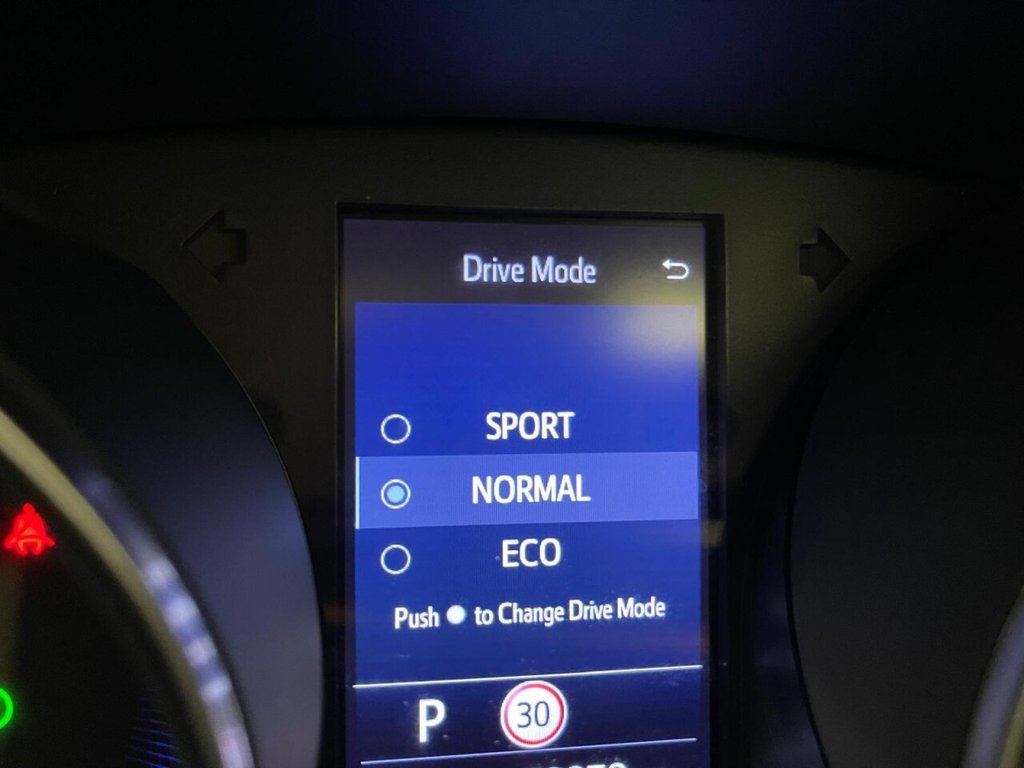 Drive Mode
SPORT
NORMAL
ECO
Push to Change Drive Mode
P 30